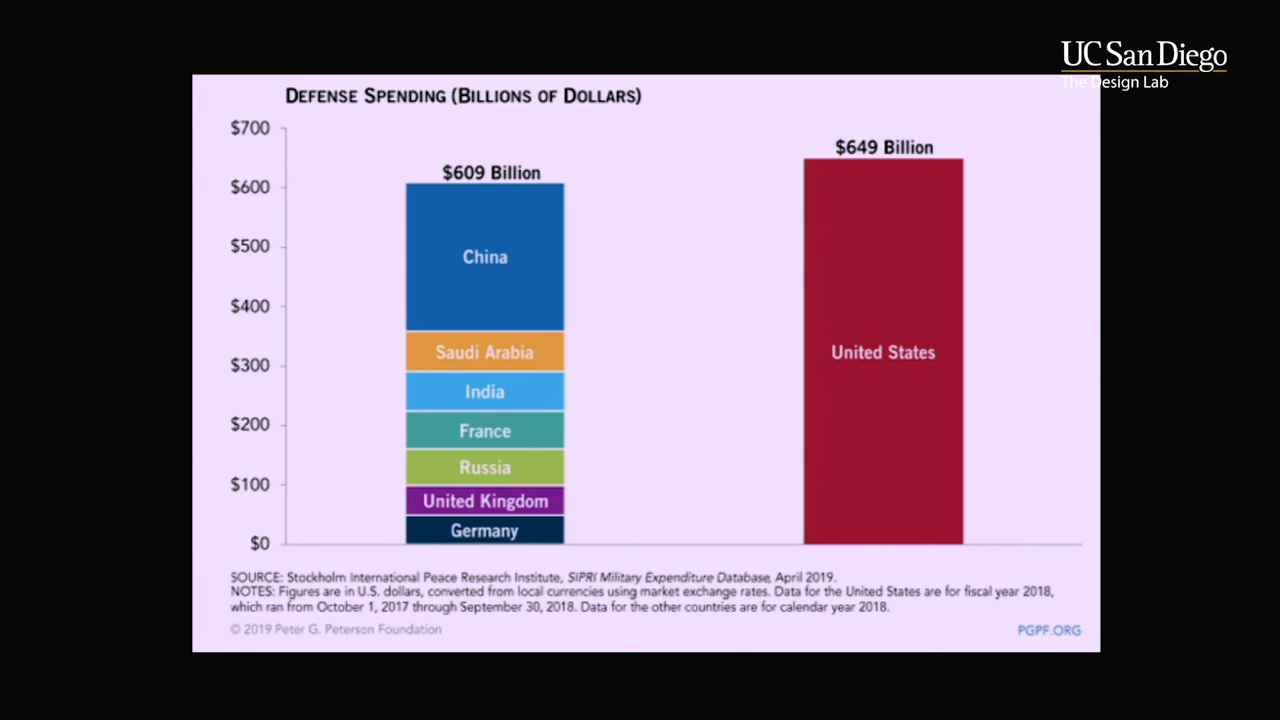 UC San Diego
The Design Lab
DEFENSE SPENDING (BILLIONS OF DOLLARS)
$700
$600
$500
$400
$300
$200
$100
$0
$609 Billion
China
Saudi Arabia
India
France
Russia
United Kingdom
Germany
$649 Billion
United States
SOURCE: Stockholm International Peace Research Institute, SIPRI Military Expenditure Database, April 2019.
NOTES: Figures are in U.S. dollars, converted from local currencies using market exchange rates. Data for the United States are for fiscal year 2018,
which ran from October 1, 2017 through September 30, 2018. Data for the other countries are for calendar year 2018.
© 2019 Peter G. Peterson Foundation
PGPF.ORG